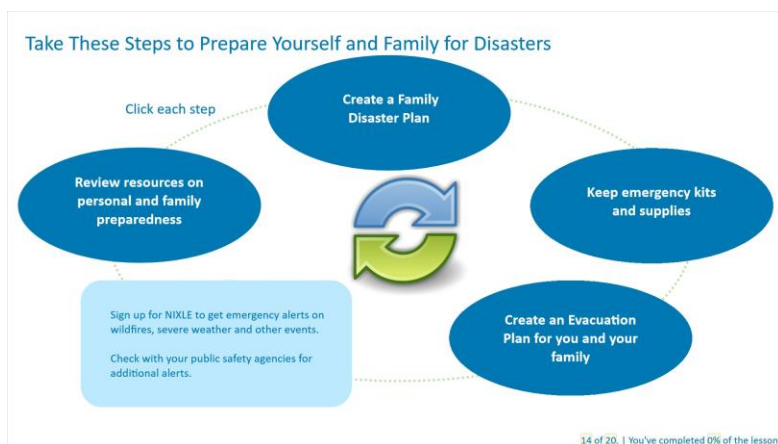 Take These Steps to Prepare Yourself and Family for Disasters
Click each step
Create a Family
Disaster Plan
Review resources on
personal and family
preparedness
Keep emergency kits
and supplies
Sign up for NIXLE to get emergency alerts on
wildfires, severe weather and other events.
Check with your public safety agencies for
additional alerts.
Create an Evacuation
Plan for you and your
family
14 of 20. | You've completed 0% of the lesson